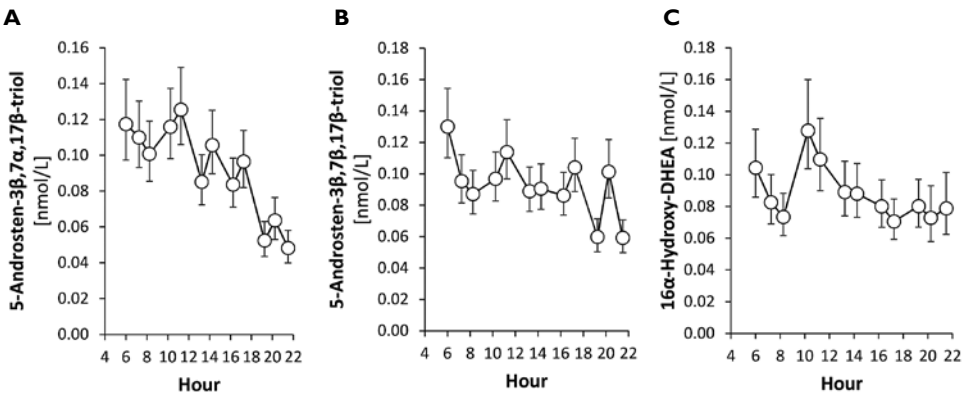 A
5-Androsten-3β,7α,17β-triol
[nmol/L]
0.16
0.14
0.12
0.10
0.08
0.06
0.04
0.02
0.00
4 6 8 10 12 14 16 18 20 22
Hour
B
5-Androsten-3β,7β,17β-triol
[nmol/L]
0.18
0.16
0.14
0.12
0.10
0.08
0.06
0.04
0.02
0.00
4 6 8 10 12 14 16 18 20 22
Hour
C
16α-Hydroxy-DHEA [nmol/L]
0.18
0.16
0.14
0.12
0.10
0.08
0.06
0.04
0.02
0.00
4 6 8 10 12 14 16 18 20 22
Hour